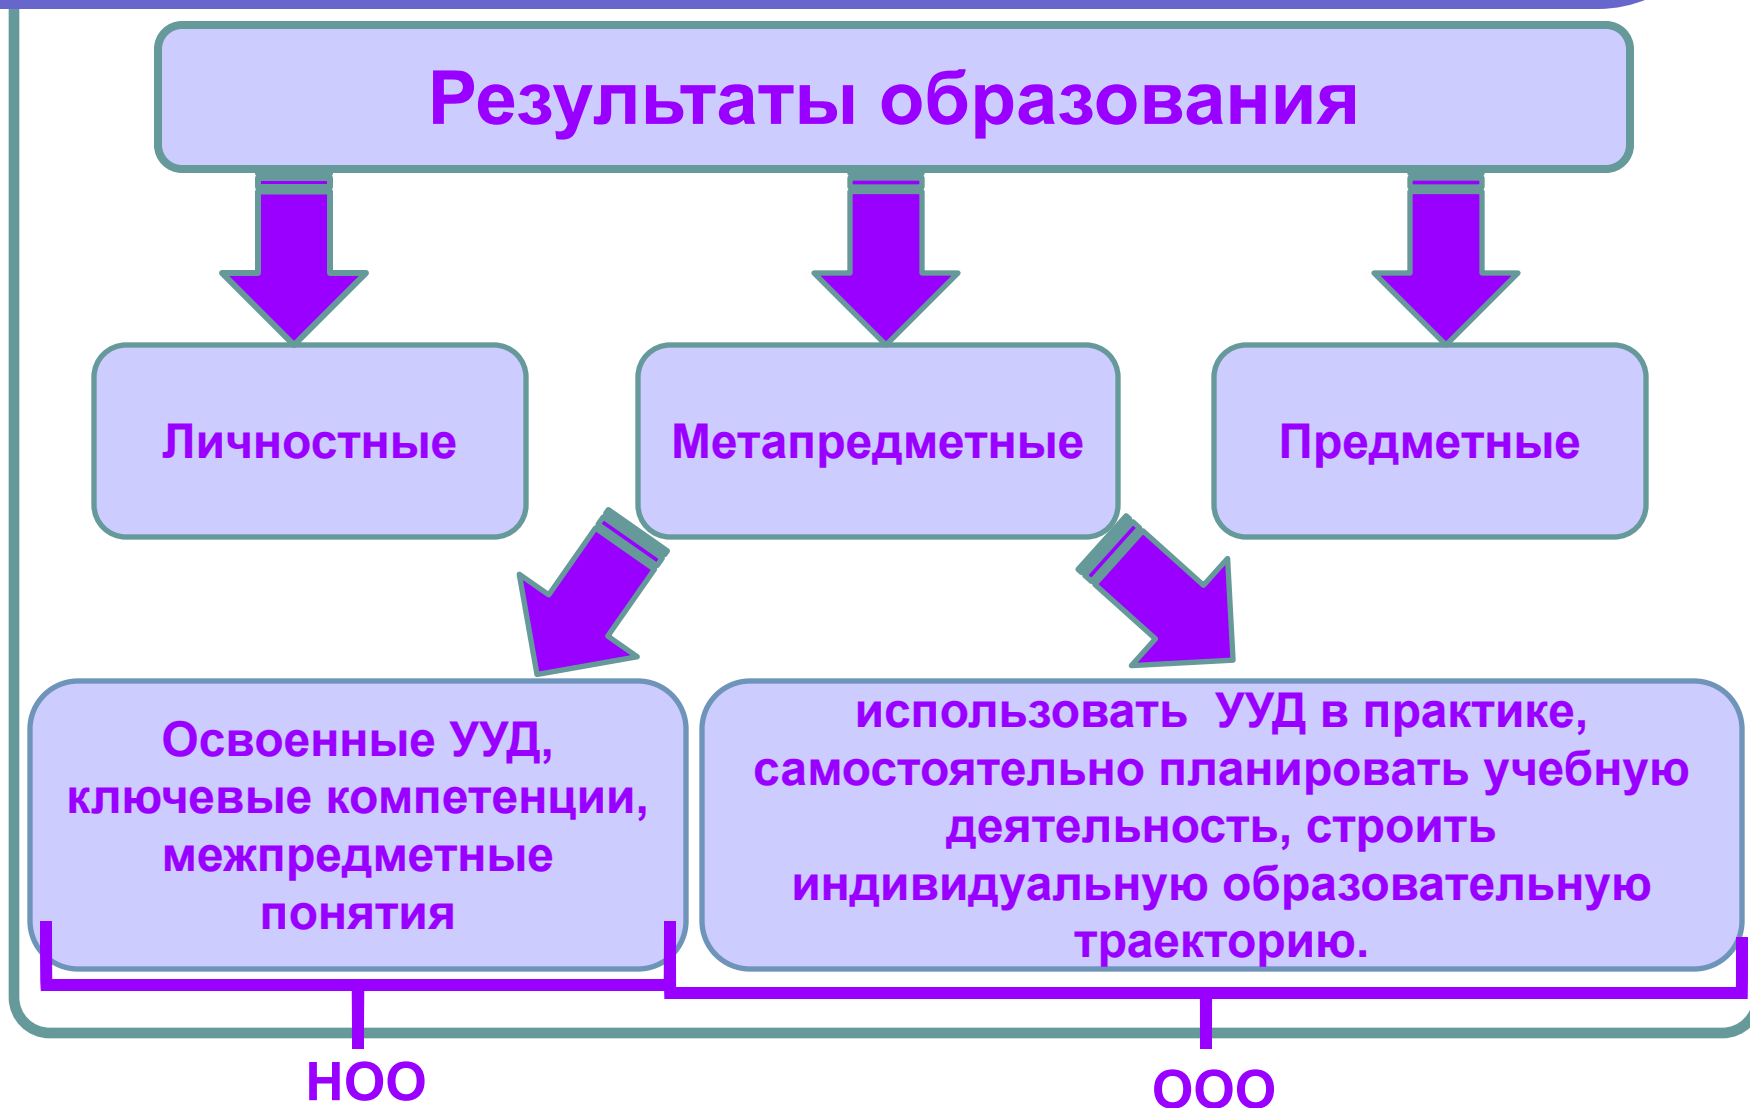 Результаты образования
Личностные
Метапредметные
Предметные
Освоенные УУД,
ключевые компетенции,
межпредметные
понятия
использовать УУД в практике,
самостоятельно планировать учебную
деятельность, строить
индивидуальную образовательную
траекторию.
НОО
ООО